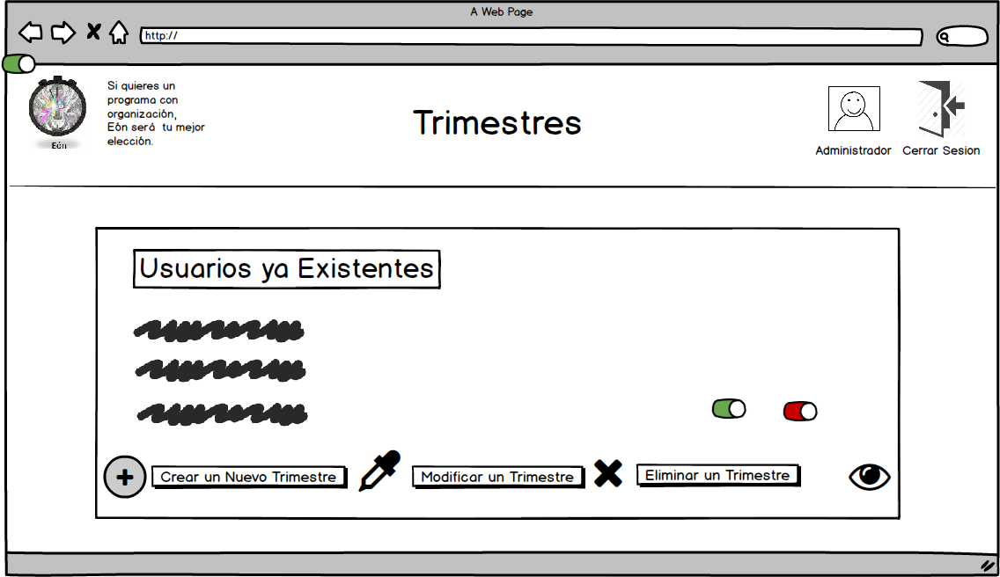 A Web Page
http://
Si quieres un
programa con
organización,
Eón será tu mejor
elección.
Eón
Trimestres
Administrador
Cerrar Sesion
Usuarios ya Existentes
Crear un Nuevo Trimestre
Modificar un Trimestre
Eliminar un Trimestre